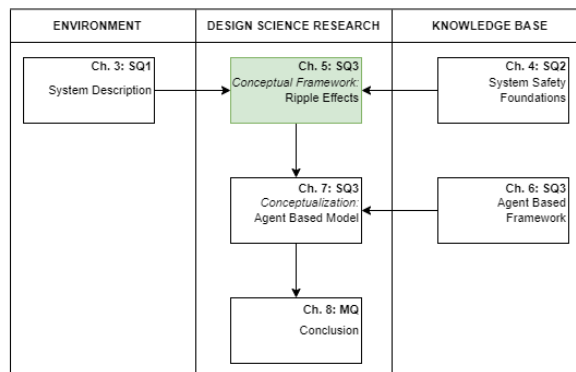 ENVIRONMENT
DESIGN SCIENCE RESEARCH
KNOWLEDGE BASE
Ch. 3: SQ1
System Description
Ch. 5: SQ3
Conceptual Framework:
Ripple Effects
Ch. 4: SQ2
System Safety
Foundations
Ch. 7: SQ3
Conceptualization:
Agent Based Model
Ch. 6: SQ3
Agent Based
Framework
Ch. 8: MQ
Conclusion